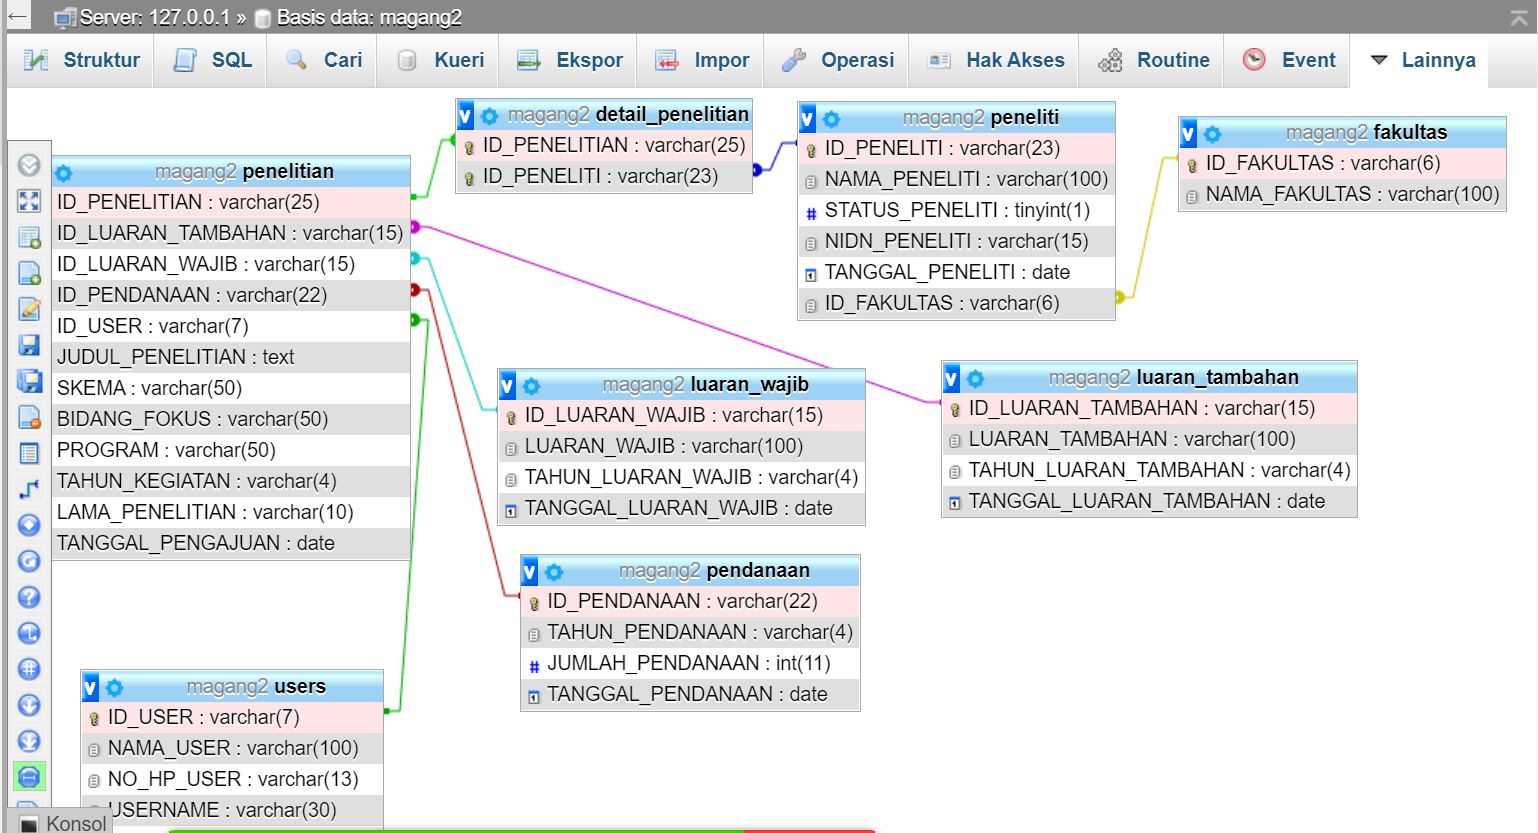 Server: 127.0.0.1 » Basis data: magang2
Struktur SQL Cari Kueri Ekspor Impor Operasi Hak Akses Routine Event Lainnya
magang2 penelitian
ID_PENELITIAN : varchar(25)
ID_LUARAN_TAMBAHAN : varchar(15)
ID_LUARAN_WAJIB : varchar(15)
ID_PENDANAAN : varchar(22)
ID_USER : varchar(7)
JUDUL_PENELITIAN : text
SKEMA : varchar(50)
BIDANG_FOKUS : varchar(50)
PROGRAM : varchar(50)
TAHUN_KEGIATAN : varchar(4)
LAMA_PENELITIAN : varchar(10)
TANGGAL_PENGAJUAN : date
v magang2 detail_penelitian
ID_PENELITIAN : varchar(25)
ID_PENELITI : varchar(23)
v magang2 peneliti
ID_PENELITI : varchar(23)
NAMA_PENELITI : varchar(100)
# STATUS_PENELITI : tinyint(1)
NIDN_PENELITI : varchar(15)
TANGGAL_PENELITI : date
ID_FAKULTAS : varchar(6)
v magang2 fakultas
ID_FAKULTAS : varchar(6)
NAMA_FAKULTAS : varchar(100)
v magang2 luaran_wajib
ID_LUARAN_WAJIB : varchar(15)
LUARAN_WAJIB : varchar(100)
TAHUN_LUARAN_WAJIB : varchar(4)
TANGGAL_LUARAN_WAJIB : date
v magang2 luaran_tambahan
ID_LUARAN_TAMBAHAN : varchar(15)
LUARAN_TAMBAHAN : varchar(100)
TAHUN_LUARAN_TAMBAHAN : varchar(4)
TANGGAL_LUARAN_TAMBAHAN : date
v magang2 pendanaan
ID_PENDANAAN : varchar(22)
TAHUN_PENDANAAN : varchar(4)
# JUMLAH_PENDANAAN : int(11)
TANGGAL_PENDANAAN : date
v magang2 users
ID_USER : varchar(7)
NAMA_USER : varchar(100)
NO_HP_USER : varchar(13)
USERNAME : varchar(30)
Konsol